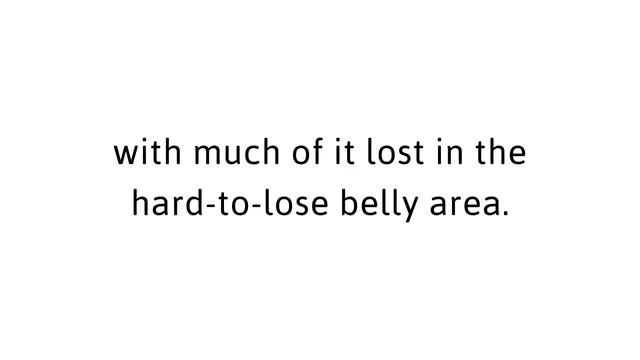 with much of it lost in the
hard-to-lose belly area.